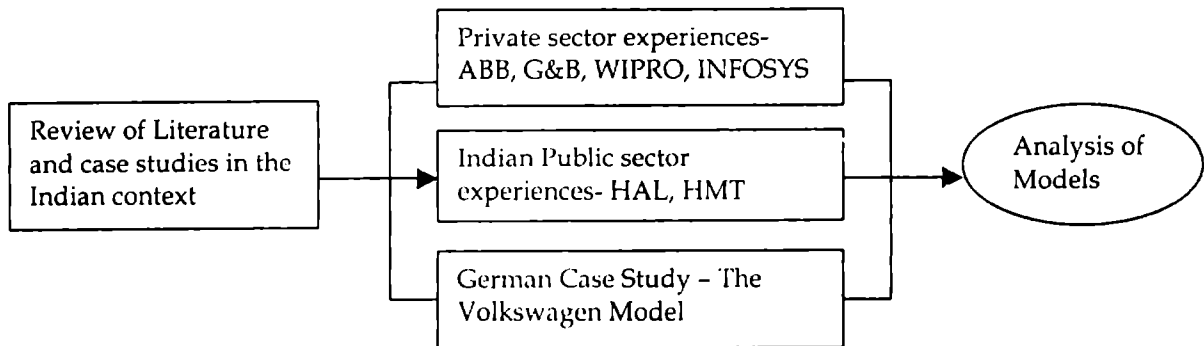 Review of Literature
and case studies in the
Indian context
Private sector experiences-
ABB, G&B, WIPRO, INFOSYS
Indian Public sector
experiences- HAL, HMT
German Case Study – The
Volkswagen Model
Analysis of
Models